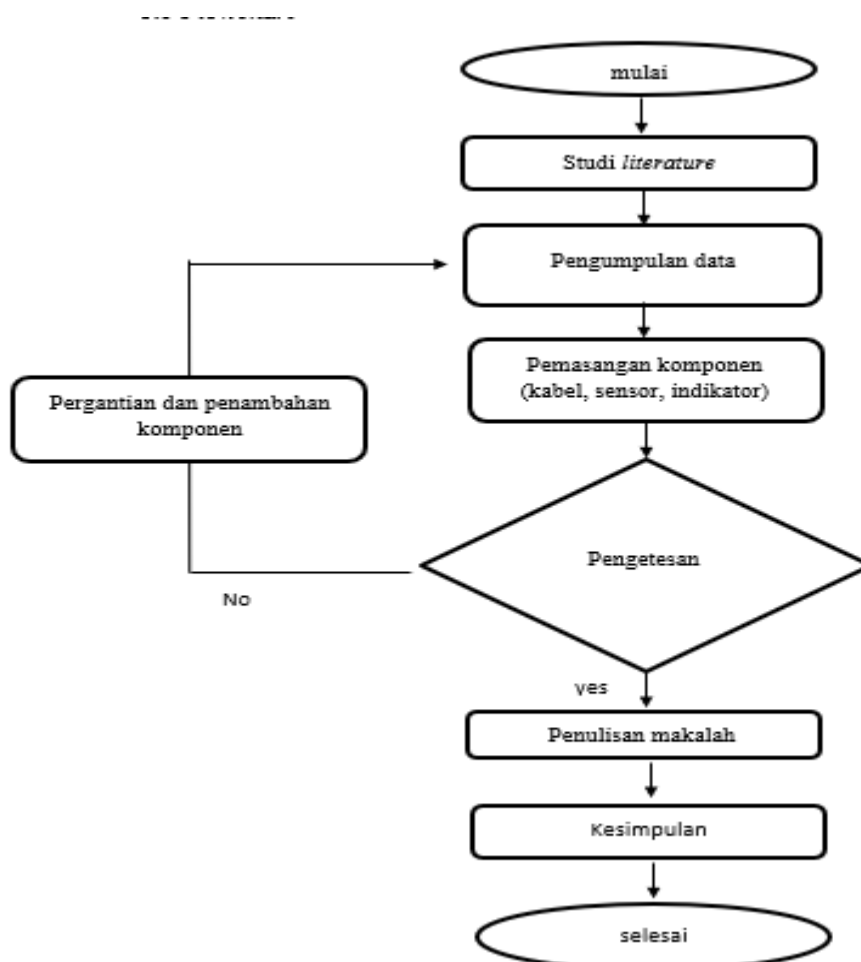 mulai
Studi literature
Pengumpulan data
Pemasangan komponen
(kabel, sensor, indikator)
Pergantian dan penambahan
komponen
Pengetesan
No
yes
Penulisan makalah
Kesimpulan
selesai